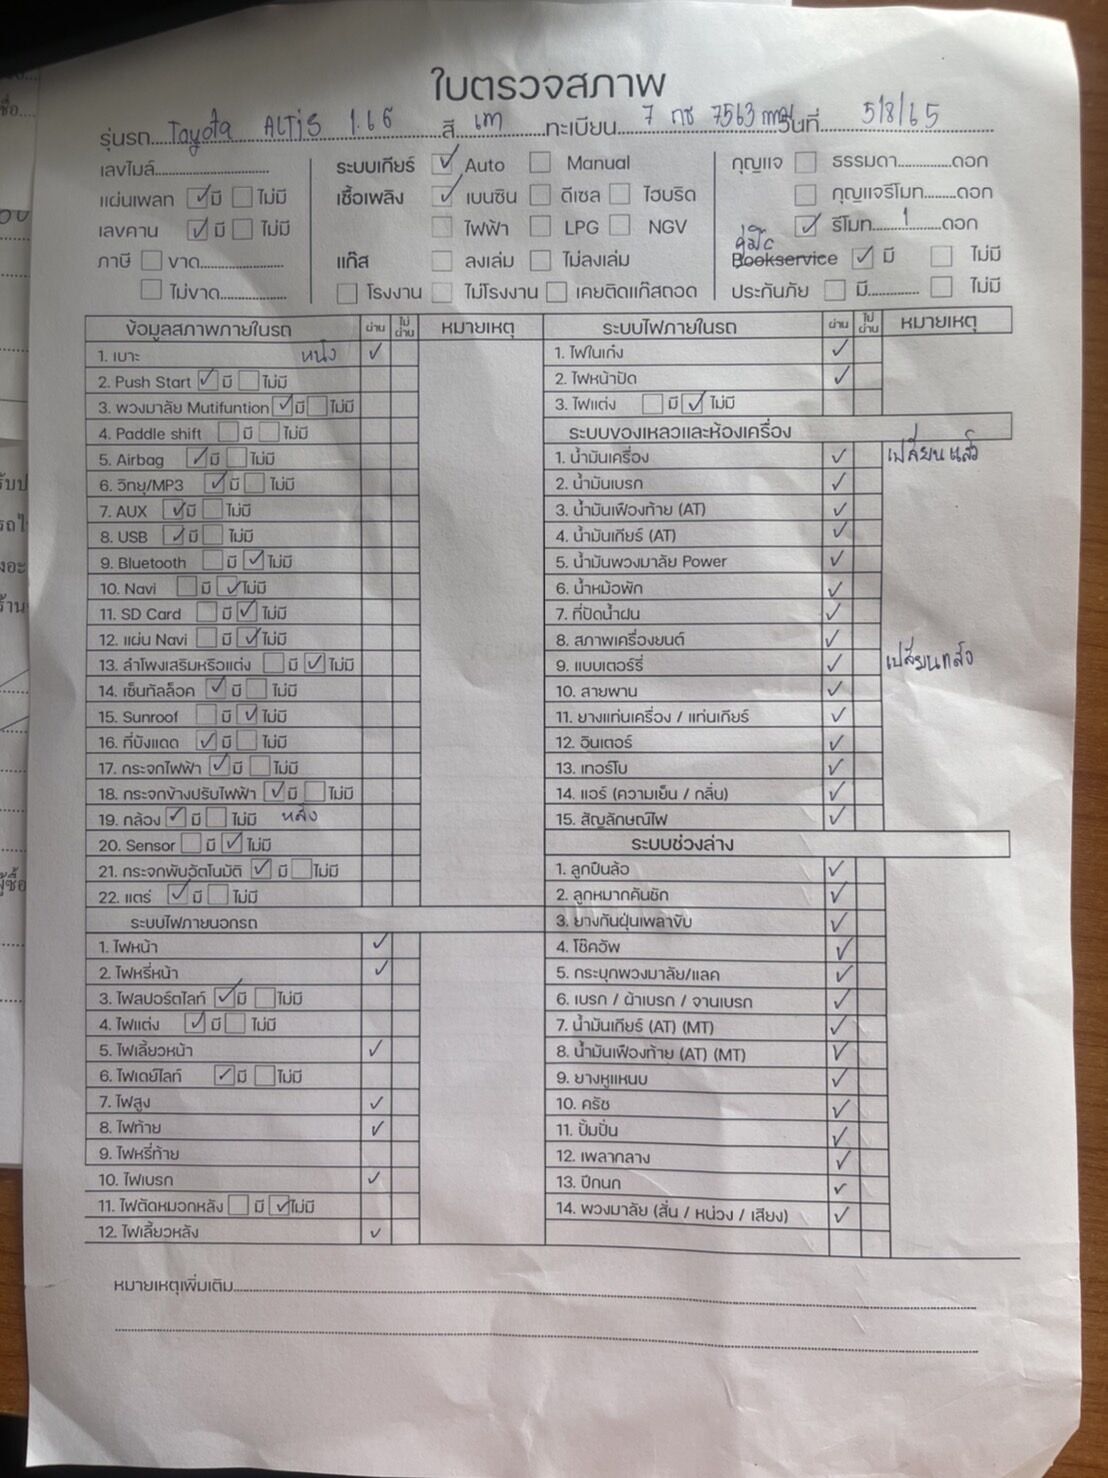 ใบตรวจสภาพ
รุ่นรถ Toyota ALTiS 1.6G สี เทา ทะเบียน 7 กช 7563 กทม วันที่ 5/8/65
เลขไมล์ ระบบเกียร์ ✓ Auto Manual กุญแจ ธรรมดา ดอก
แผ่นเพลท ✓ มี ไม่มี เชื้อเพลิง ✓ เบนซิน ดีเซล ไฮบริด กุญแจรีโมท ดอก
เลขคาน ✓ มี ไม่มี ไฟฟ้า LPG NGV ✓ รีโมท 1 ดอก
ภาษี ขาด แก๊ส ลงเล่ม ไม่ลงเล่ม คู่มือ Bookservice ✓ มี ไม่มี
ไม่ขาด โรงงาน ไม่โรงงาน เคยติดแก๊สถอด ประกันภัย มี ไม่มี
ข้อมูลสภาพภายในรถ ผ่าน ไม่ผ่าน หมายเหตุ
1. เบาะ หนัง ✓
2. Push Start ✓ มี ไม่มี
3. พวงมาลัย Mutifuntion ✓ มี ไม่มี
4. Paddle shift มี ไม่มี
5. Airbag ✓ มี ไม่มี
6. วิทยุ/MP3 ✓ มี ไม่มี
7. AUX ✓ มี ไม่มี
8. USB ✓ มี ไม่มี
9. Bluetooth มี ✓ ไม่มี
10. Navi มี ✓ ไม่มี
11. SD Card มี ✓ ไม่มี
12. แผ่น Navi มี ✓ ไม่มี
13. ลำโพงเสริมหรือแต่ง มี ✓ ไม่มี
14. เซ็นทัลล็อค ✓ มี ไม่มี
15. Sunroof มี ✓ ไม่มี
16. ที่บังแดด ✓ มี ไม่มี
17. กระจกไฟฟ้า ✓ มี ไม่มี
18. กระจกข้างปรับไฟฟ้า ✓ มี ไม่มี
19. กล้อง ✓ มี ไม่มี หลัง
20. Sensor มี ✓ ไม่มี
21. กระจกพับอัตโนมัติ ✓ มี ไม่มี
22. แตร่ ✓ มี ไม่มี
ระบบไฟภายนอกรถ
1. ไฟหน้า ✓
2. ไฟหรี่หน้า ✓
3. ไฟสปอร์ตไลท์ ✓ มี ไม่มี
4. ไฟแต่ง ✓ มี ไม่มี
5. ไฟเลี้ยวหน้า ✓
6. ไฟเดย์ไลท์ ✓ มี ไม่มี
7. ไฟสูง ✓
8. ไฟท้าย ✓
9. ไฟหรี่ท้าย
10. ไฟเบรก ✓
11. ไฟตัดหมอกหลัง มี ✓ ไม่มี
12. ไฟเลี้ยวหลัง ✓
ระบบไฟภายในรถ ผ่าน ไม่ผ่าน หมายเหตุ
1. ไฟในเก๋ง ✓
2. ไฟหน้าปัด ✓
3. ไฟแต่ง มี ✓ ไม่มี
ระบบของเหลวและห้องเครื่อง
1. น้ำมันเครื่อง ✓ เปลี่ยนแล้ว
2. น้ำมันเบรก ✓
3. น้ำมันเฟืองท้าย (AT) ✓
4. น้ำมันเกียร์ (AT) ✓
5. น้ำมันพวงมาลัย Power ✓
6. น้ำหม้อพัก ✓
7. ที่ปัดน้ำฝน ✓
8. สภาพเครื่องยนต์ ✓
9. แบบเตอร์รี่ ✓ เปลี่ยนแล้ว
10. สายพาน ✓
11. ยางแท่นเครื่อง / แท่นเกียร์ ✓
12. อินเตอร์ ✓
13. เทอร์โบ ✓
14. แอร์ (ความเย็น / กลิ่น) ✓
15. สัญลักษณ์ไฟ ✓
ระบบช่วงล่าง
1. ลูกปืนล้อ ✓
2. ลูกหมากคันชัก ✓
3. ยางกันฝุ่นเพลาขับ ✓
4. โช๊คอัพ ✓
5. กระบุกพวงมาลัย/แลค ✓
6. เบรก / ผ้าเบรก / จานเบรก ✓
7. น้ำมันเกียร์ (AT) (MT) ✓
8. น้ำมันเฟืองท้าย (AT) (MT) ✓
9. ยางหูแหนบ ✓
10. ครัช ✓
11. ปั้มปั่น ✓
12. เพลากลาง ✓
13. ปีกนก ✓
14. พวงมาลัย (สั่น / หน่วง / เสียง) ✓
หมายเหตุเพิ่มเติม